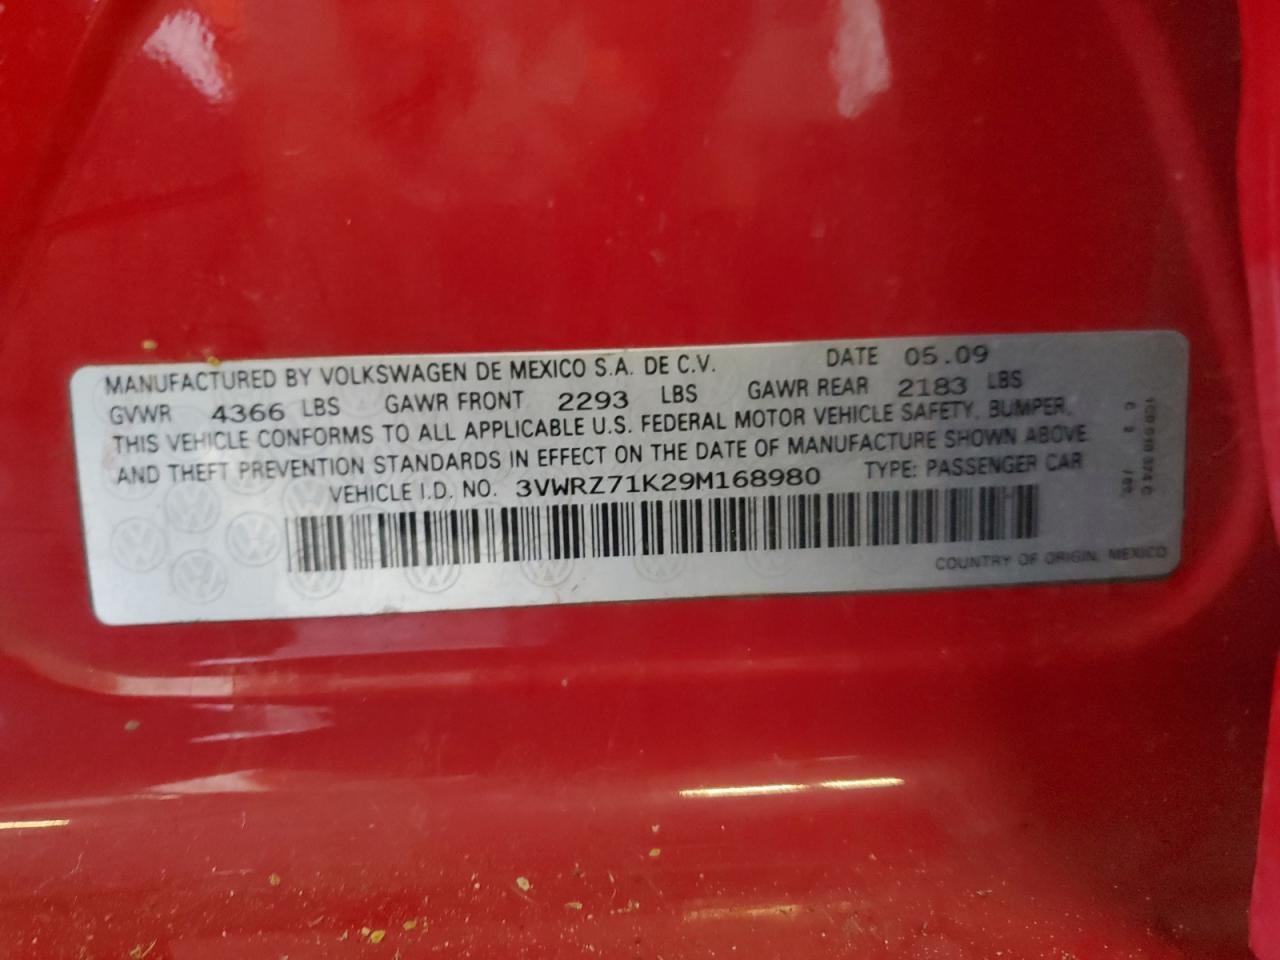 MANUFACTURED BY VOLKSWAGEN DE MEXICO S.A. DE C.V. DATE 05.09
GVWR 4366 LBS GAWR FRONT 2293 LBS GAWR REAR 2183 LBS
THIS VEHICLE CONFORMS TO ALL APPLICABLE U.S. FEDERAL MOTOR VEHICLE SAFETY, BUMPER,
AND THEFT PREVENTION STANDARDS IN EFFECT ON THE DATE OF MANUFACTURE SHOWN ABOVE
VEHICLE I.D. NO. 3VWRZ71K29M168980 TYPE: PASSENGER CAR
COUNTRY OF ORIGIN, MEXICO